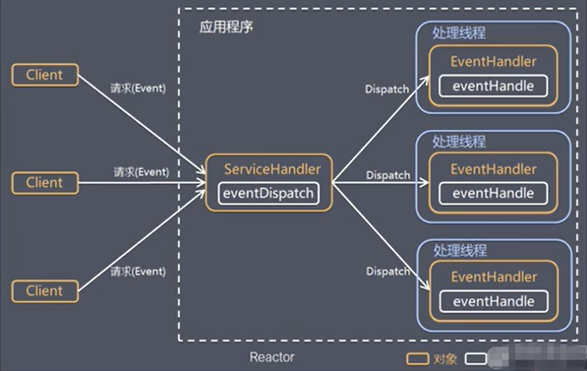 应用程序
处理线程
EventHandler
eventHandle
Client
请求(Event)
Dispatch
处理线程
EventHandler
eventHandle
Client
请求(Event)
ServiceHandler
eventDispatch
Dispatch
处理线程
EventHandler
eventHandle
Client
请求(Event)
Dispatch
Reactor
对象